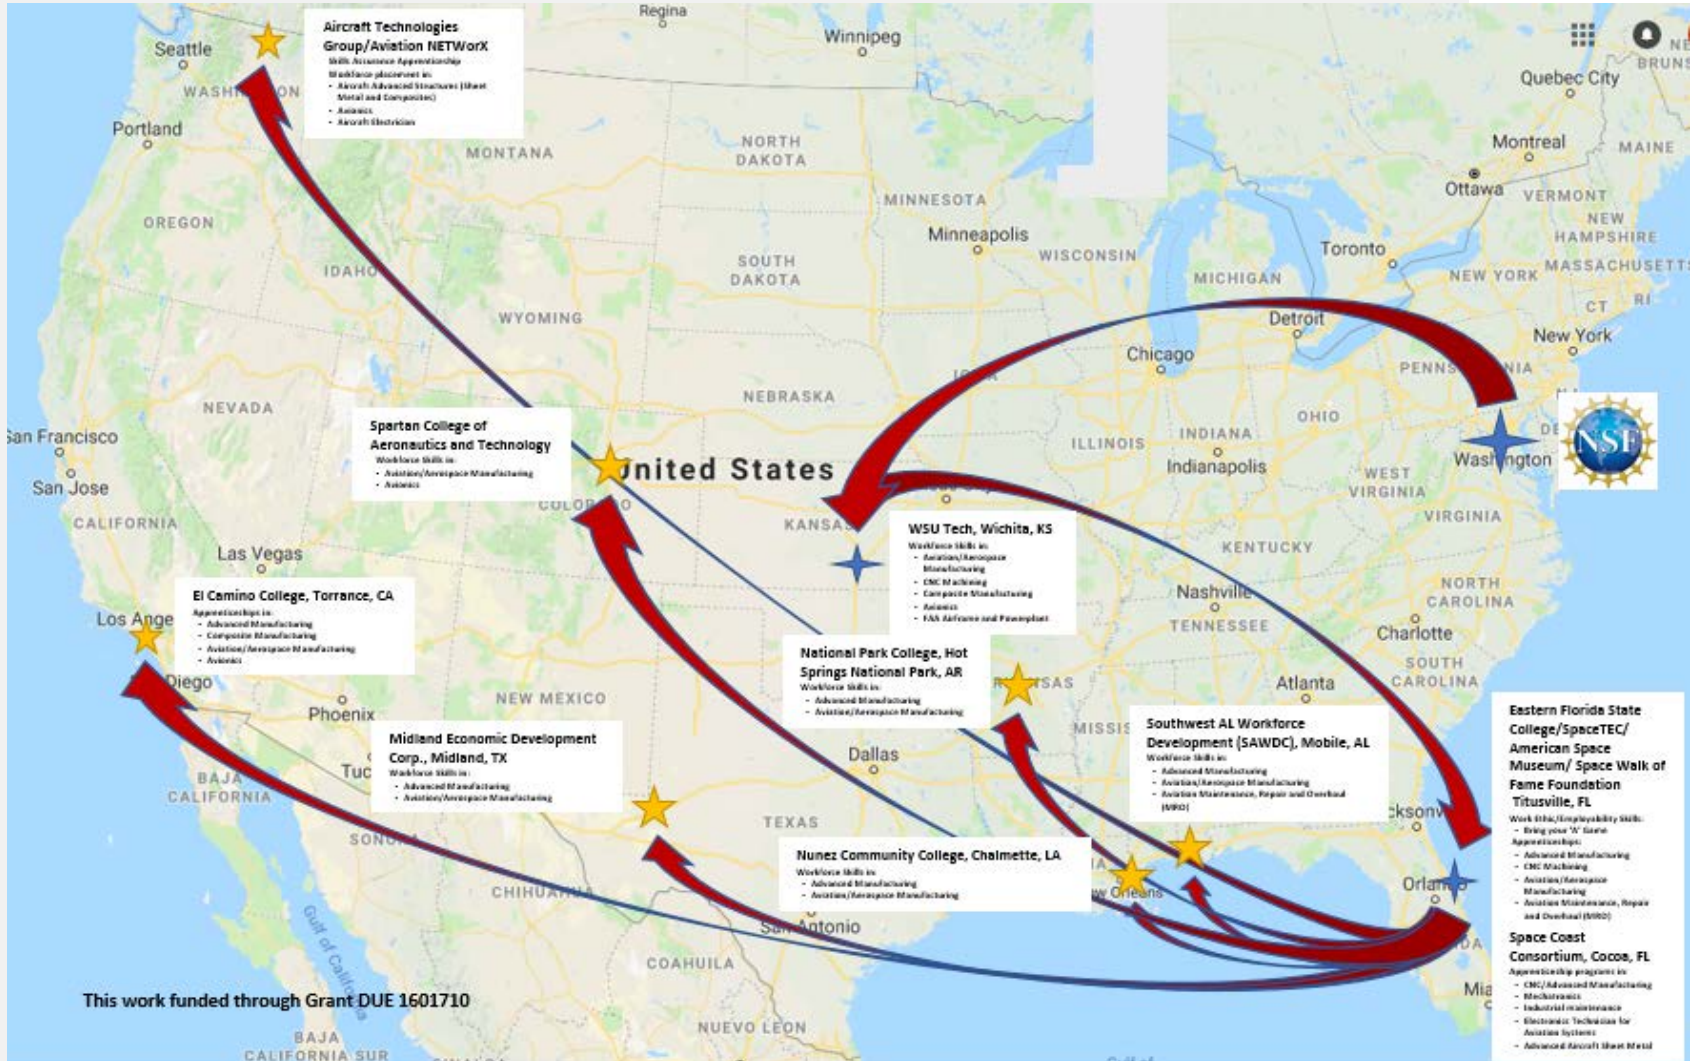 Aircraft Technologies
Group/Aviation NETWorX
Skills Assurance Apprenticeship
Workforce placement in:
- Aircraft Advanced Structures (Sheet
Metal and Composites)
- Avionics
- Aircraft Electrician
Regina
Winnipeg
Seattle
Quebec City
Portland
MONTANA
NORTH
DAKOTA
Montreal
MAINE
Ottawa
VERMONT
MINNESOTA
OREGON
NEW
HAMPSHIRE
Minneapolis
WISCONSIN
Toronto
SOUTH
DAKOTA
MICHIGAN
NEW YORK
MASSACHUSETTS
IDAHO
CT
RI
WYOMING
Detroit
New York
Chicago
NEBRASKA
NEVADA
OHIO
Spartan College of
Aeronautics and Technology
Workforce Skills in:
- Aviation/Aerospace Manufacturing
- Avionics
San Francisco
San Jose
ILLINOIS
INDIANA
Indianapolis
NSF
Washington
United States
WEST
VIRGINIA
COLORADO
KANSAS
CALIFORNIA
VIRGINIA
WSU Tech, Wichita, KS
Workforce Skills in:
- Aviation/Aerospace
Manufacturing
- CNC Machining
- Composite Manufacturing
- Avionics
- FAA Airframe and Powerplant
Las Vegas
KENTUCKY
El Camino College, Torrance, CA
Apprenticeships in:
- Advanced Manufacturing
- Composite Manufacturing
- Aviation/Aerospace Manufacturing
- Avionics
Los Ange
Nashville
TENNESSEE
NORTH
CAROLINA
Charlotte
SOUTH
CAROLINA
National Park College, Hot
Springs National Park, AR
Workforce Skills in:
- Advanced Manufacturing
- Aviation/Aerospace Manufacturing
Diego
NEW MEXICO
Phoenix
Atlanta
MISSIS
Southwest AL Workforce
Development (SAWDC), Mobile, AL
Workforce Skills in:
- Advanced Manufacturing
- Aviation/Aerospace Manufacturing
- Aviation Maintenance, Repair and Overhaul
(MRO)
Midland Economic Development
Corp., Midland, TX
Workforce Skills in:
- Advanced Manufacturing
- Aviation/Aerospace Manufacturing
Tuc
Dallas
BAJA
CALIFORNIA
TEXAS
SONORA
cksonv
Eastern Florida State
College/SpaceTEC/
American Space
Museum/ Space Walk of
Fame Foundation
Titusville, FL
Work Ethic/Employability Skills:
- Bring your 'A' Game
Apprenticeships:
- Advanced Manufacturing
- CNC Machining
- Aviation/Aerospace
Manufacturing
- Aviation Maintenance, Repair
and Overhaul (MRO)
Space Coast
Consortium, Cocoa, FL
Apprenticeship programs in:
- CNC/Advanced Manufacturing
- Mechatronics
- Industrial maintenance
- Electronics Technician for
Aviation Systems
- Advanced Aircraft Sheet Metal
Nunez Community College, Chalmette, LA
Workforce Skills in:
- Advanced Manufacturing
- Aviation/Aerospace Manufacturing
CHIHUAHUA
ew Orleans
Orlando
San Antonio
Gulf of California
COAHUILA
Mia
This work funded through Grant DUE 1601710
NUEVO LEON
BAJA
CALIFORNIA SUR